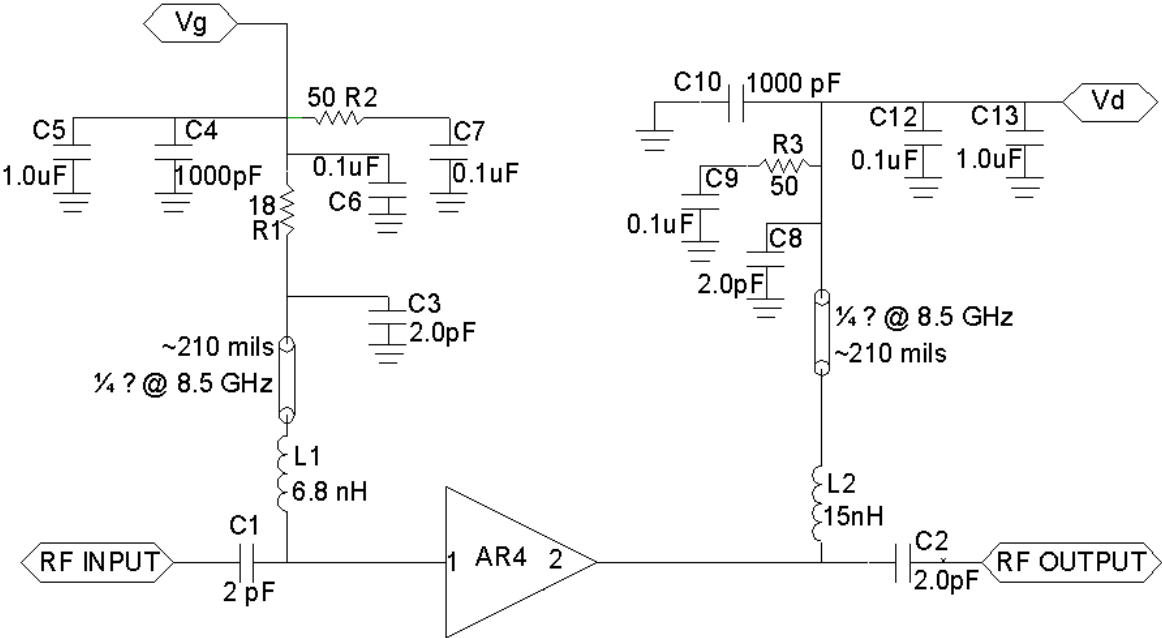 Vg
50 R2
C5
C4
C7
1.0uF
1000pF
0.1uF
0.1uF
C6
18
R1
C3
2.0pF
~210 mils
¼ ? @ 8.5 GHz
L1
6.8 nH
C1
RF INPUT
2 pF
1 AR4 2
C10 1000 pF
Vd
C12
C13
0.1uF
1.0uF
R3
50
C9
0.1uF
C8
2.0pF
¼ ? @ 8.5 GHz
~210 mils
L2
15nH
C2
2.0pF
RF OUTPUT